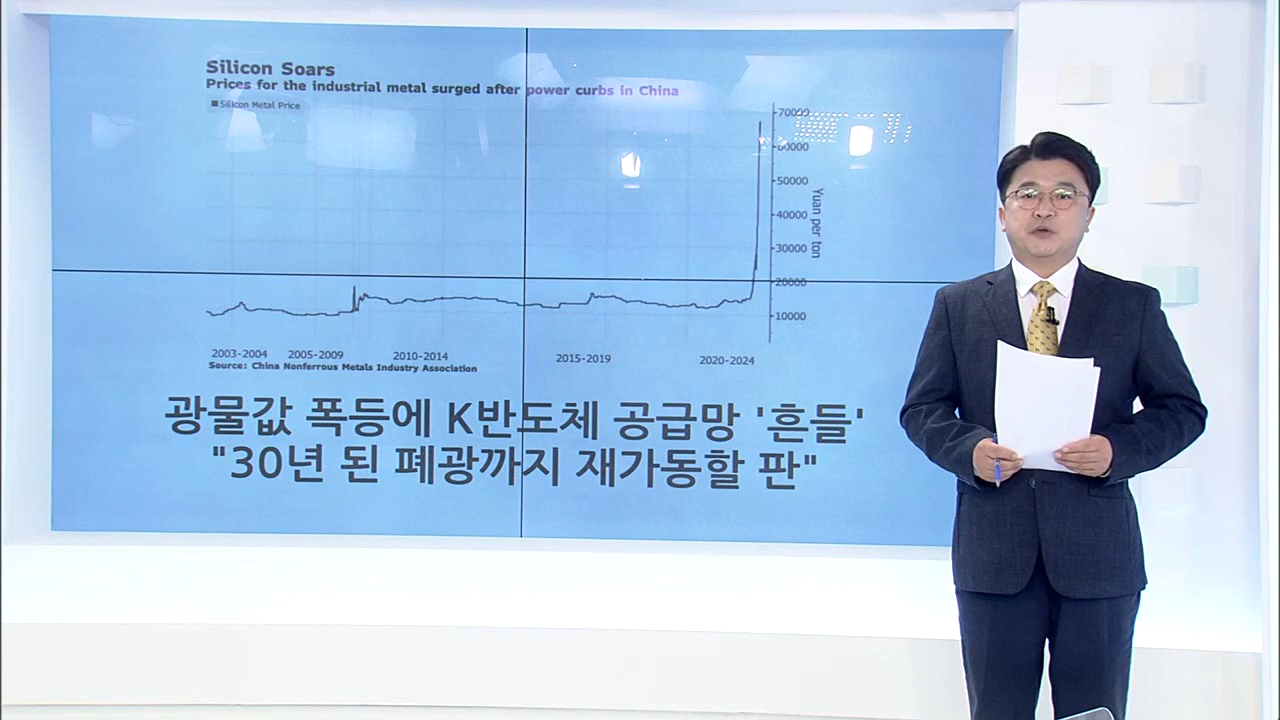 Silicon Soars
Prices for the industrial metal surged after power curbs in China
Silicon Metal Price
70000
60000
50000
40000
30000
20000
10000
Yuan per ton
2003-2004 2005-2009 2010-2014 2015-2019 2020-2024
Source: China Nonferrous Metals Industry Association
광물값 폭등에 K반도체 공급망 '흔들'
"30년 된 폐광까지 재가동할 판"